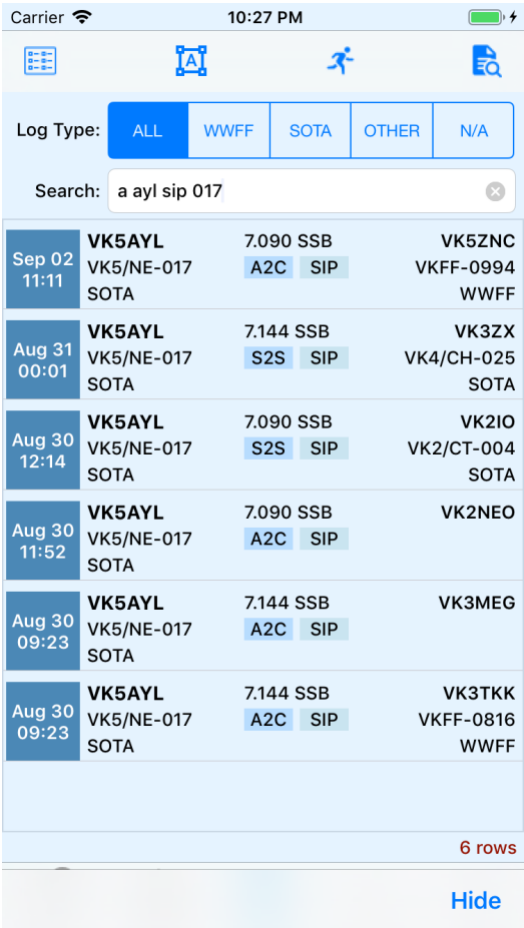 Carrier 10:27 PM
A
Log Type: ALL WWFF SOTA OTHER N/A
Search: a ayl sip 017
Sep 02 11:11
VK5AYL 7.090 SSB VK5ZNC
VK5/NE-017 A2C SIP VKFF-0994
SOTA WWFF
Aug 31 00:01
VK5AYL 7.144 SSB VK3ZX
VK5/NE-017 S2S SIP VK4/CH-025
SOTA SOTA
Aug 30 12:14
VK5AYL 7.090 SSB VK2IO
VK5/NE-017 S2S SIP VK2/CT-004
SOTA SOTA
Aug 30 11:52
VK5AYL 7.090 SSB VK2NEO
VK5/NE-017 A2C SIP
SOTA
Aug 30 09:23
VK5AYL 7.144 SSB VK3MEG
VK5/NE-017 A2C SIP
SOTA
Aug 30 09:23
VK5AYL 7.144 SSB VK3TKK
VK5/NE-017 A2C SIP VKFF-0816
SOTA WWFF
6 rows
Hide